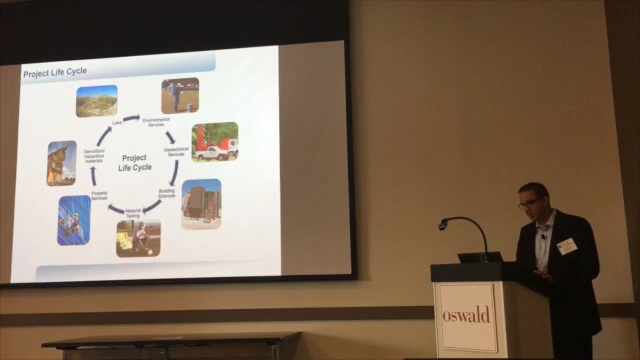 Project Life Cycle
Land
Environmental
Services
Geotechnical
Services
Building
Sciences
Material
Testing
Property
Services
Demolition/
Hazardous
materials
Project
Life Cycle
oswald